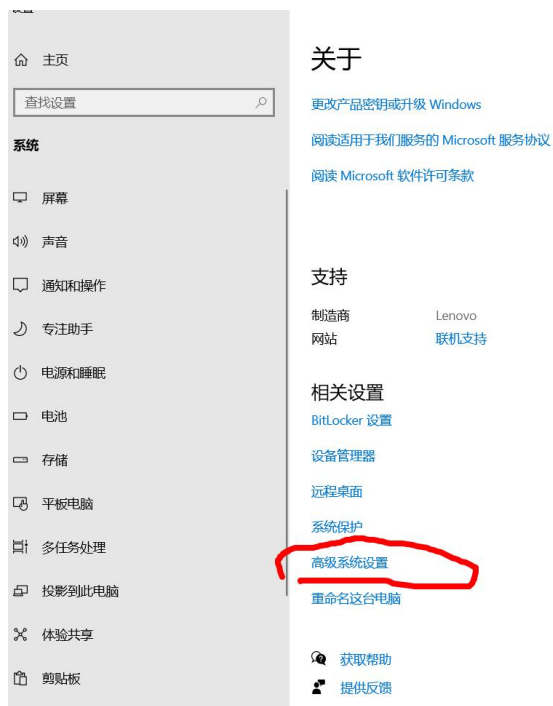 主页
查找设置
系统
屏幕
声音
通知和操作
专注助手
电源和睡眠
电池
存储
平板电脑
多任务处理
投影到此电脑
体验共享
剪贴板
关于
更改产品密钥或升级 Windows
阅读适用于我们服务的 Microsoft 服务协议
阅读 Microsoft 软件许可条款
支持
制造商 Lenovo
网站 联机支持
相关设置
BitLocker 设置
设备管理器
远程桌面
系统保护
高级系统设置
重命名这台电脑
获取帮助
提供反馈